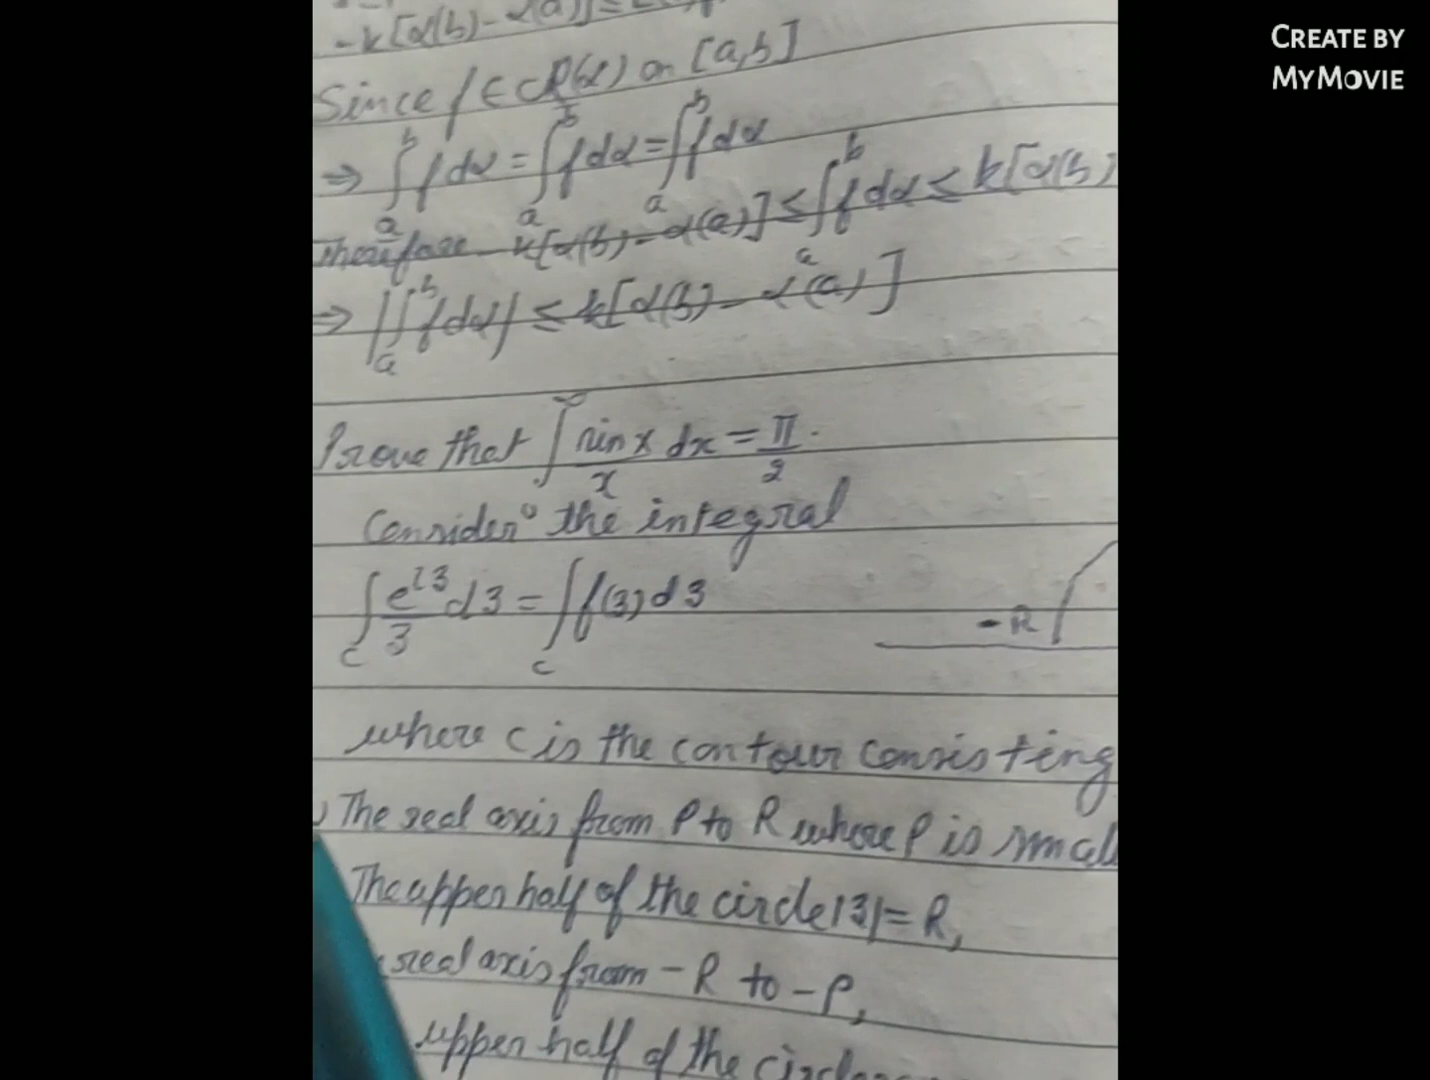 CREATE BY
MYMOVIE
-k[α(b)-α(a)]≤
Since f∈R(α) on [a,b]
⇒ ∫_a^b f dα = ∫_a^b f dα = ∫_a^b f dα
Therefore -k[α(b)-α(a)] ≤ ∫_a^b f dα ≤ k[α(b)
⇒ |∫_a^b f dα| ≤ k[α(b)-α(a)]
Prove that ∫^∞ sin x/x dx = π/2.
Consider the integral
∫_c e^{iz}/z dz = ∫_c f(z)dz
-R
where c is the contour consisting
The real axis from ρ to R where ρ is small
The upper half of the circle |z|=R,
real axis from -R to -ρ,
upper half of the circle